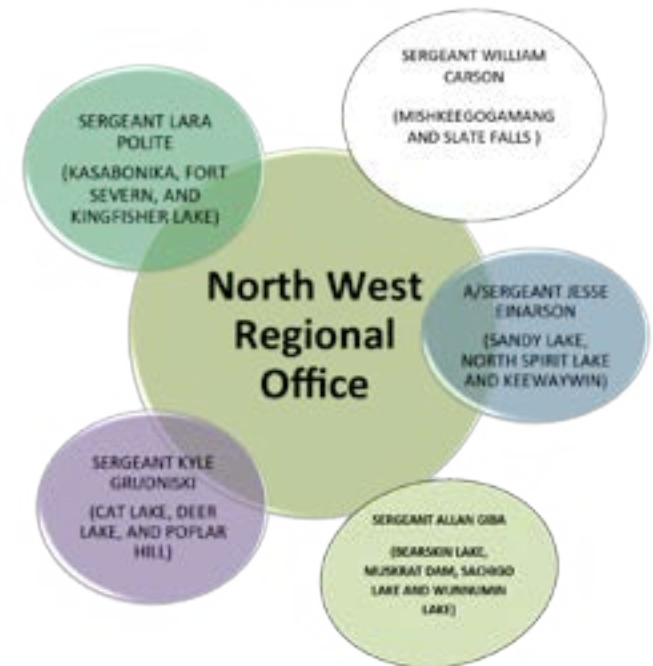 SERGEANT WILLIAM
CARSON
(MISHKEEGOGAMANG
AND SLATE FALLS )
SERGEANT LARA
POLITE
(KASABONIKA, FORT
SEVERN, AND
KINGFISHER LAKE)
North West
Regional
Office
A/SERGEANT JESSE
EINARSON
(SANDY LAKE,
NORTH SPIRIT LAKE
AND KEEWAYWIN)
SERGEANT KYLE
GRUDNISKI
(CAT LAKE, DEER
LAKE, AND POPLAR
HILL)
SERGEANT ALLAN GIBA
(BEARSKIN LAKE,
MUSKRAT DAM, SACHIGO
LAKE AND WUNNUMIN
LAKE)